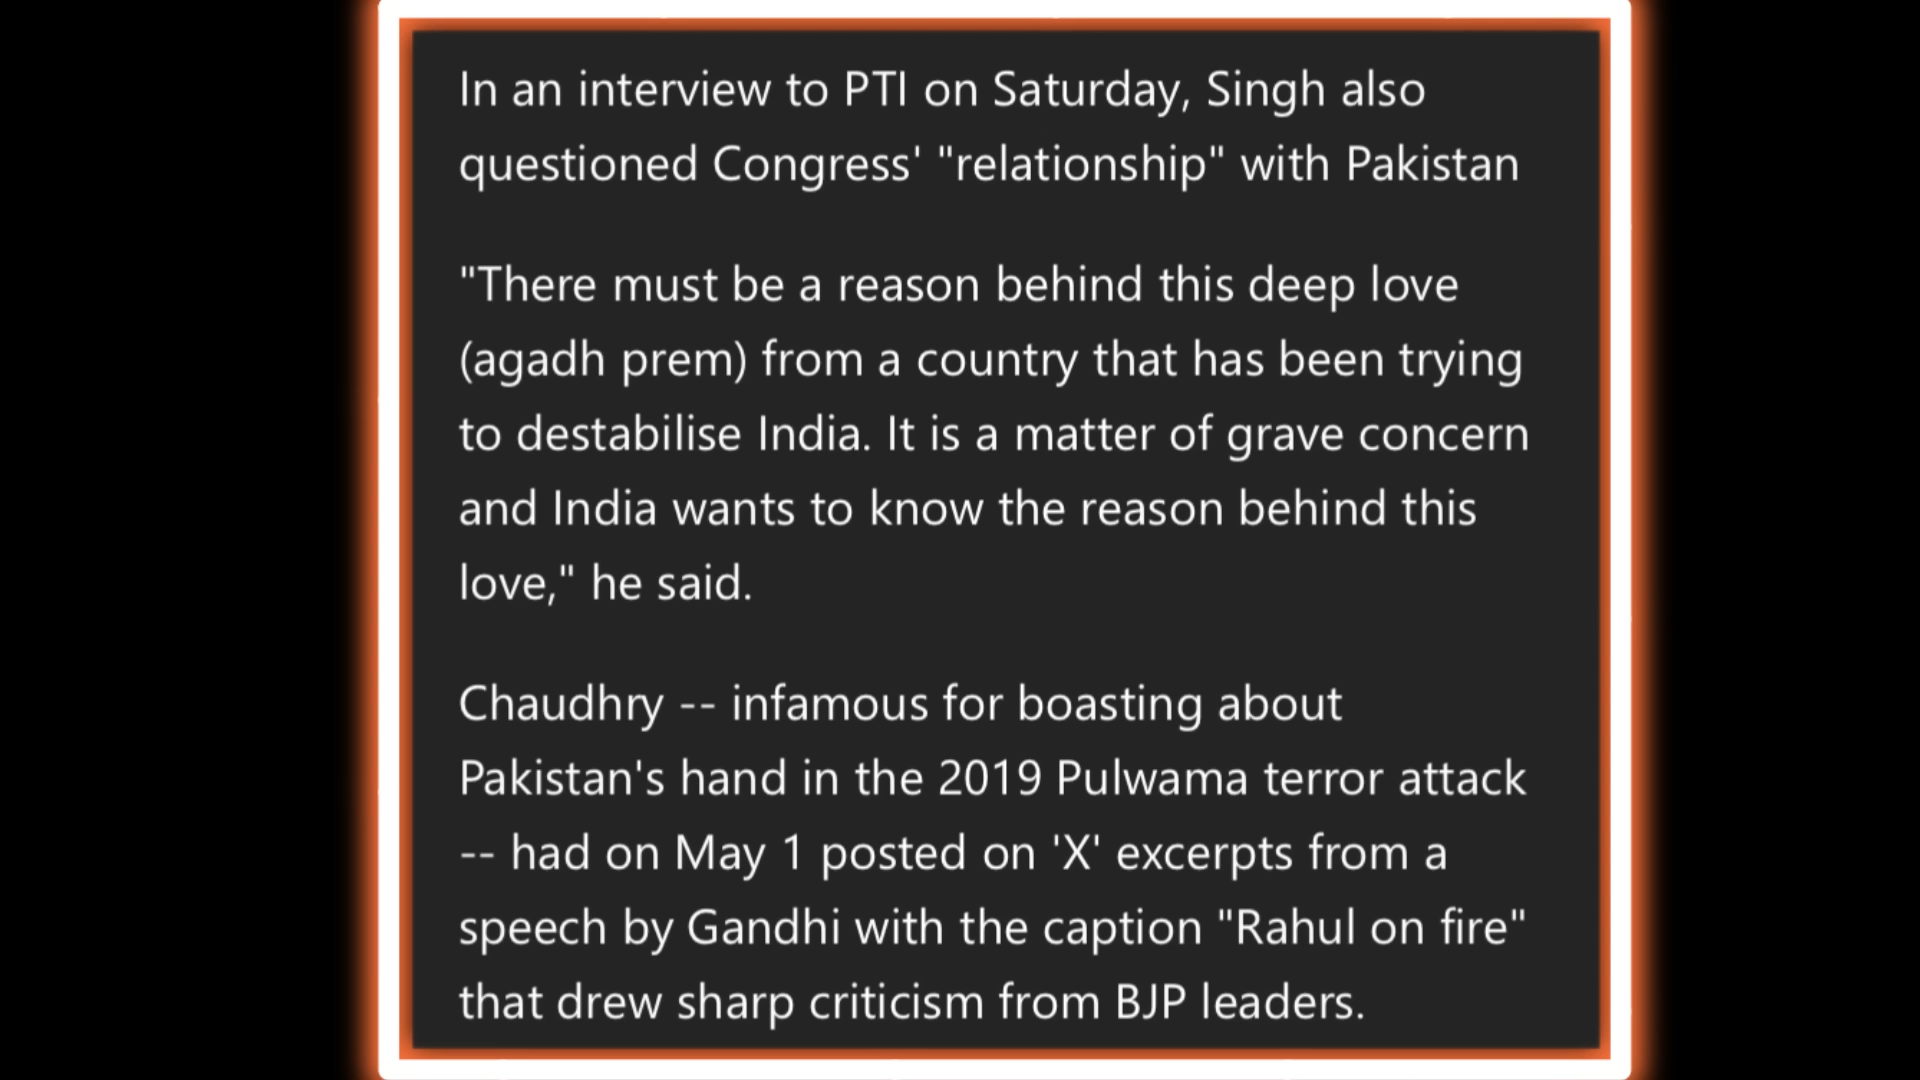 In an interview to PTI on Saturday, Singh also
questioned Congress' "relationship" with Pakistan
"There must be a reason behind this deep love
(agadh prem) from a country that has been trying
to destabilise India. It is a matter of grave concern
and India wants to know the reason behind this
love," he said.
Chaudhry -- infamous for boasting about
Pakistan's hand in the 2019 Pulwama terror attack
-- had on May 1 posted on 'X' excerpts from a
speech by Gandhi with the caption "Rahul on fire"
that drew sharp criticism from BJP leaders.